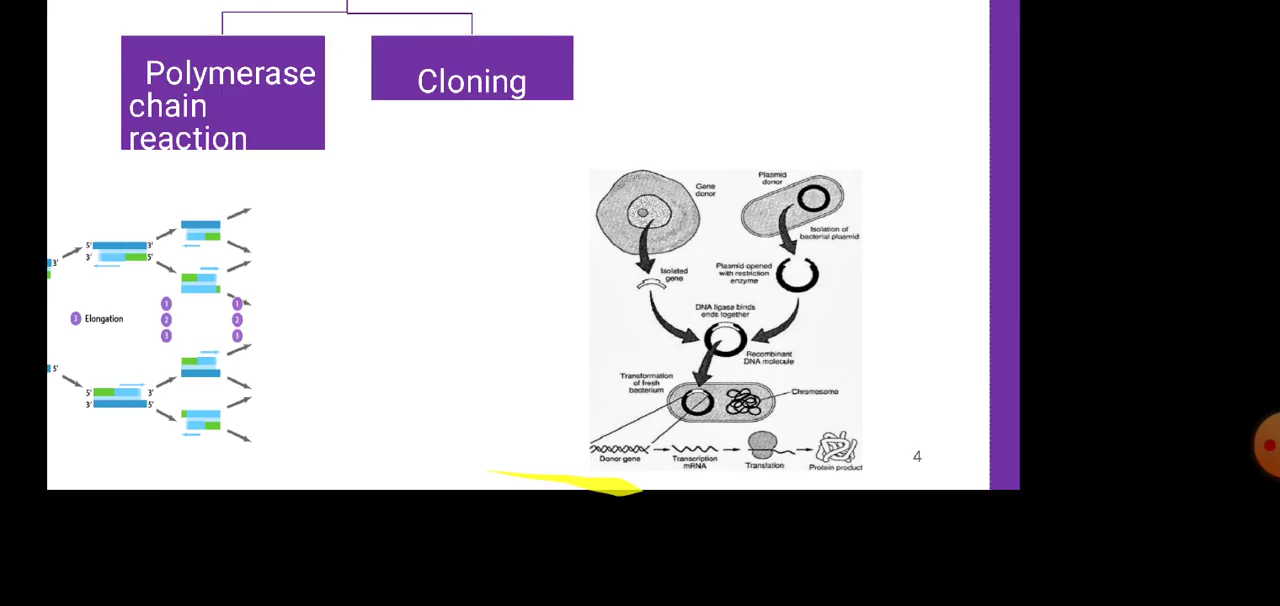 Polymerase
chain
reaction
Cloning
5' 3'
3' 5'
3'
3 Elongation
1 1
2 2
3 3
5'
5' 3'
3' 5'
Gene
donor
Plasmid
donor
Isolation of
bacterial plasmid
Isolated
gene
Plasmid opened
with restriction
enzyme
DNA ligase binds
ends together
Recombinant
DNA molecule
Transformation
of fresh
bacterium
Chromosome
Donor gene
Transcription
mRNA
Translation
Protein product
4